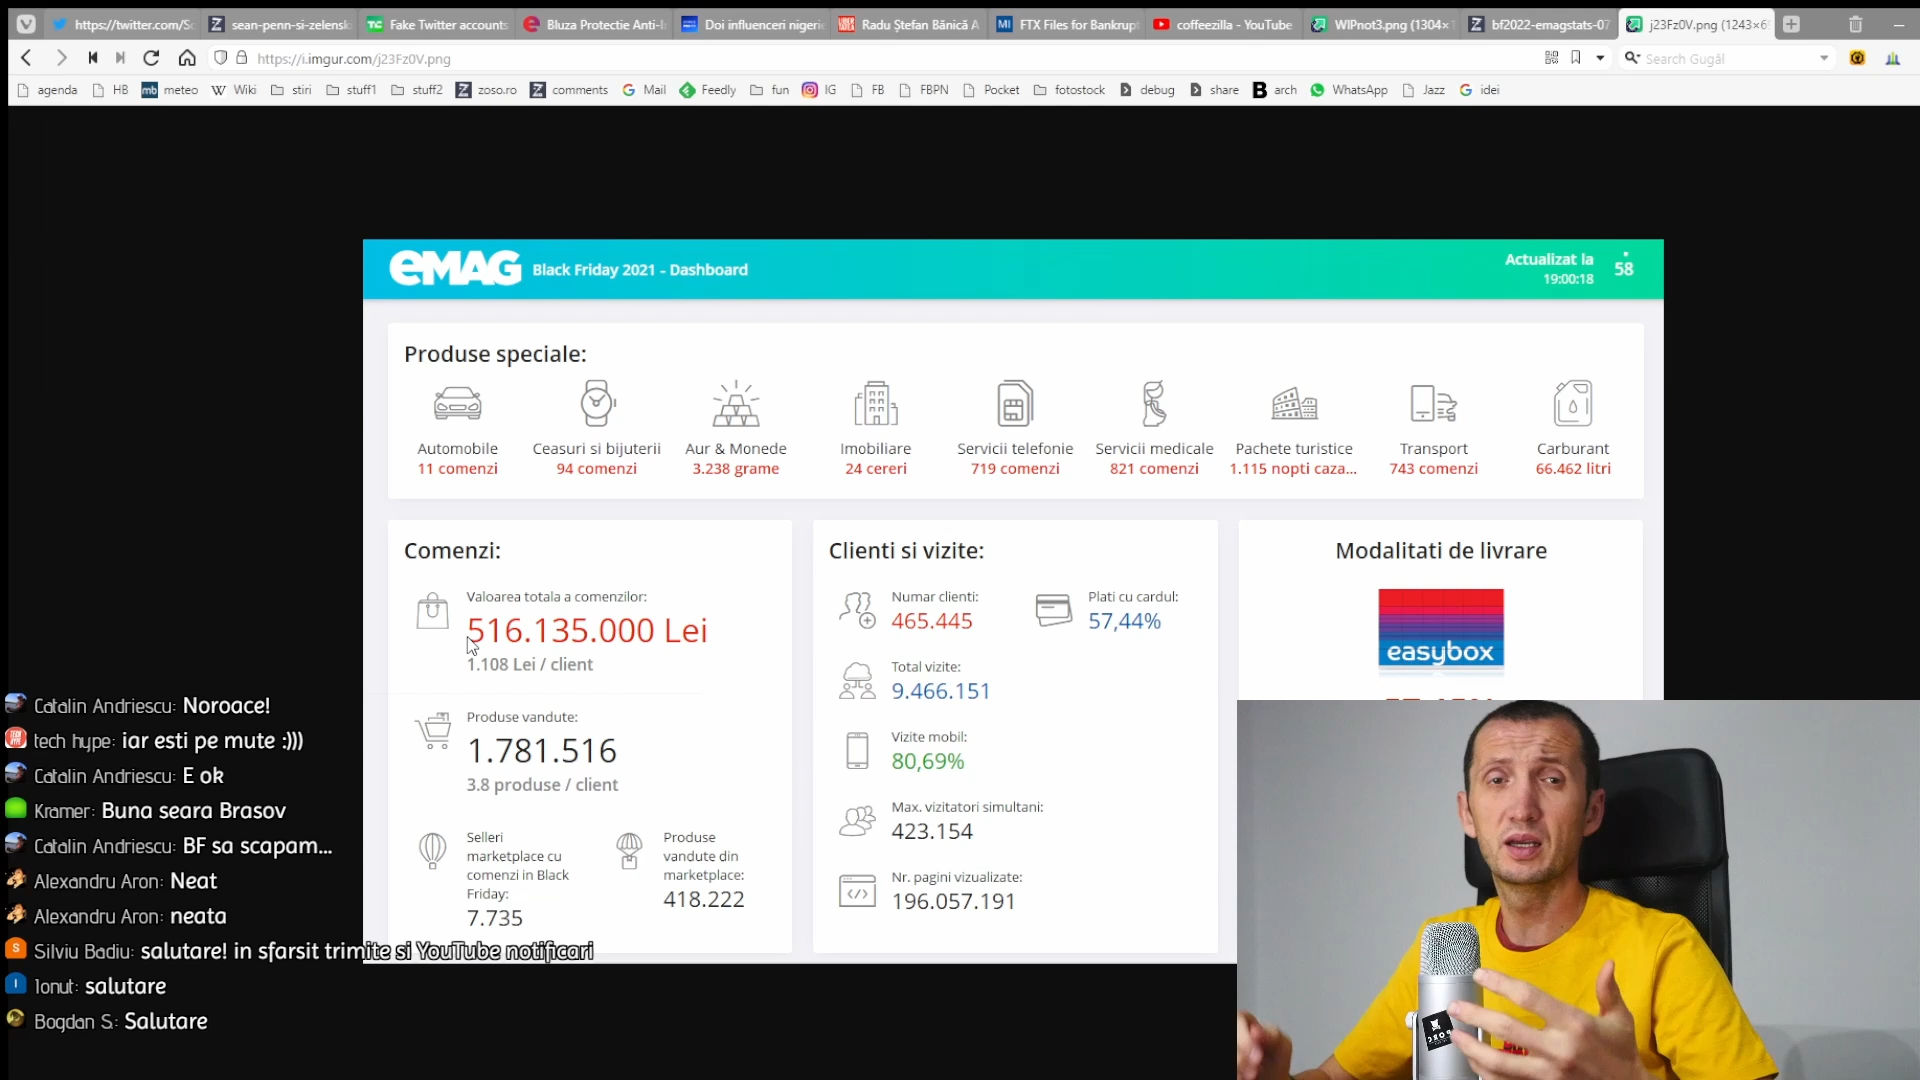 https://twitter.com/Sc
sean-penn-si-zelensk
Fake Twitter accounts
Bluza Protectie Anti-I
Doi influenceri nigerie
Radu Ștefan Bănică A
FTX Files for Bankrupt
coffeezilla - YouTube
WIPnot3.png (1304×1
bf2022-emagstats-07
j23Fz0V.png (1243×69
https://i.imgur.com/j23Fz0V.png
Search Gugâl
agenda HB meteo Wiki stiri stuff1 stuff2 zoso.ro comments Mail Feedly fun IG FB FBPN Pocket fotostock debug share arch WhatsApp Jazz idei
eMAG Black Friday 2021 - Dashboard
Actualizat la
19:00:18
58
Produse speciale:
Automobile
11 comenzi
Ceasuri si bijuterii
94 comenzi
Aur & Monede
3.238 grame
Imobiliare
24 cereri
Servicii telefonie
719 comenzi
Servicii medicale
821 comenzi
Pachete turistice
1.115 nopti caza...
Transport
743 comenzi
Carburant
66.462 litri
Comenzi:
Valoarea totala a comenzilor:
516.135.000 Lei
1.108 Lei / client
Produse vandute:
1.781.516
3.8 produse / client
Selleri
marketplace cu
comenzi in Black
Friday:
7.735
Produse
vandute din
marketplace:
418.222
Clienti si vizite:
Numar clienti:
465.445
Plati cu cardul:
57,44%
Total vizite:
9.466.151
Vizite mobil:
80,69%
Max. vizitatori simultani:
423.154
Nr. pagini vizualizate:
196.057.191
Modalitati de livrare
easybox
Catalin Andriescu: Noroace!
tech hype: iar esti pe mute :)))
Catalin Andriescu: E ok
Kramer: Buna seara Brasov
Catalin Andriescu: BF sa scapam...
Alexandru Aron: Neat
Alexandru Aron: neata
Silviu Badiu: salutare! in sfarsit trimite si YouTube notificari
Ionut: salutare
Bogdan S.: Salutare